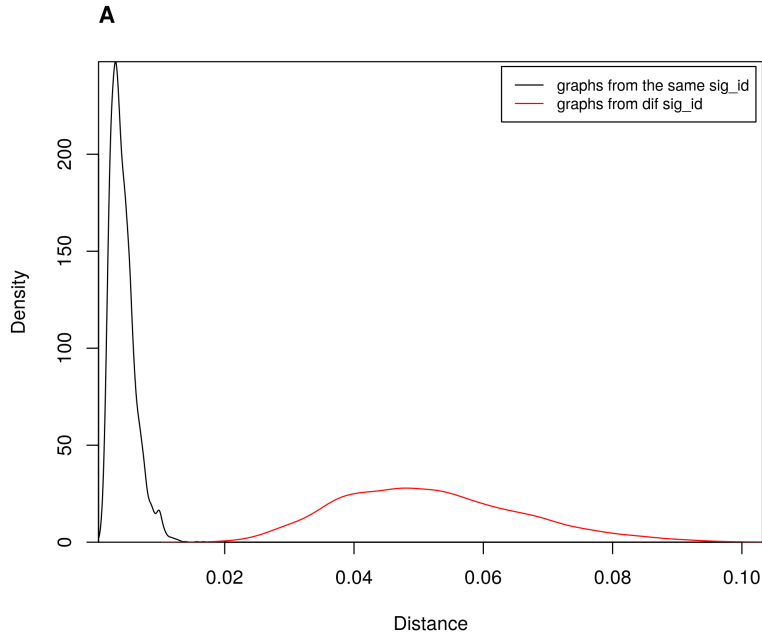 A
graphs from the same sig_id
graphs from dif sig_id
Density
200
150
100
50
0
0.02 0.04 0.06 0.08 0.10
Distance